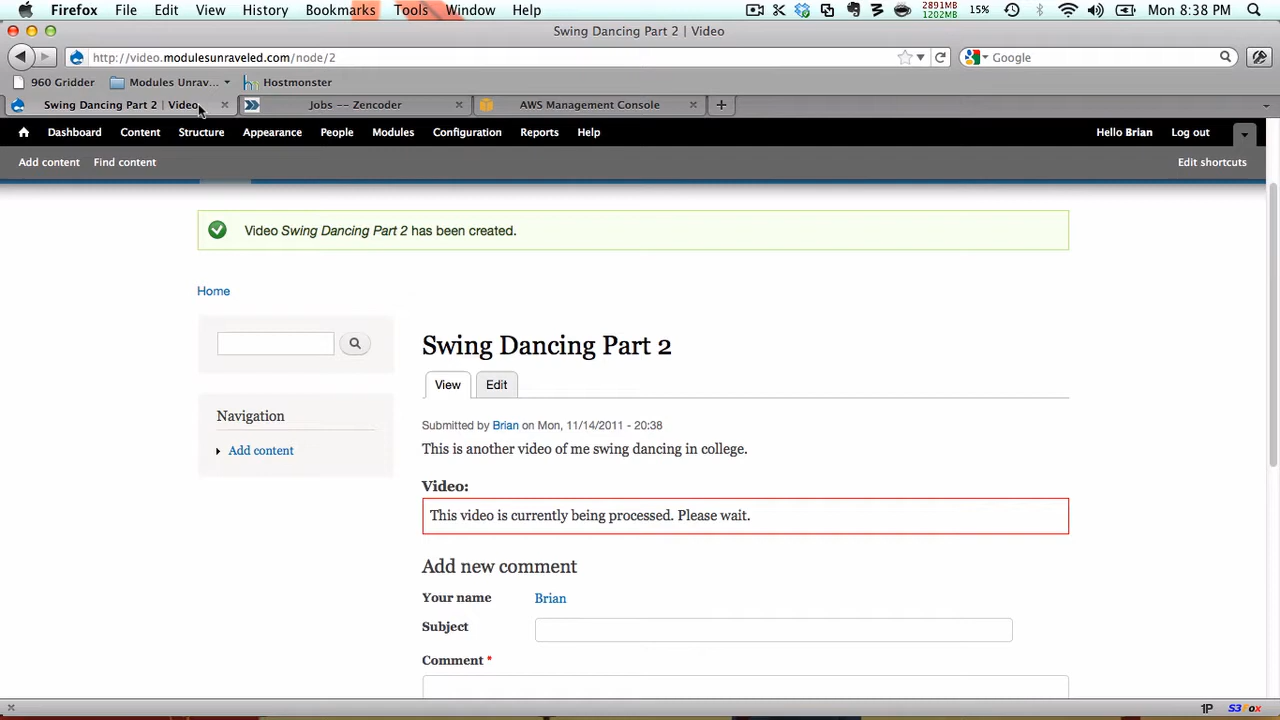 Firefox File Edit View History Bookmarks Tools Window Help 2891MB 1202MB 15% Mon 8:38 PM
Swing Dancing Part 2 | Video
http://video.modulesunraveled.com/node/2 Google
960 Gridder Modules Unrav... Hostmonster
Swing Dancing Part 2 | Video Jobs -- Zencoder AWS Management Console
Dashboard Content Structure Appearance People Modules Configuration Reports Help Hello Brian Log out
Add content Find content Edit shortcuts
Video Swing Dancing Part 2 has been created.
Home
Swing Dancing Part 2
View Edit
Navigation
Submitted by Brian on Mon, 11/14/2011 - 20:38
Add content
This is another video of me swing dancing in college.
Video:
This video is currently being processed. Please wait.
Add new comment
Your name Brian
Subject
Comment *
1P S3Fox